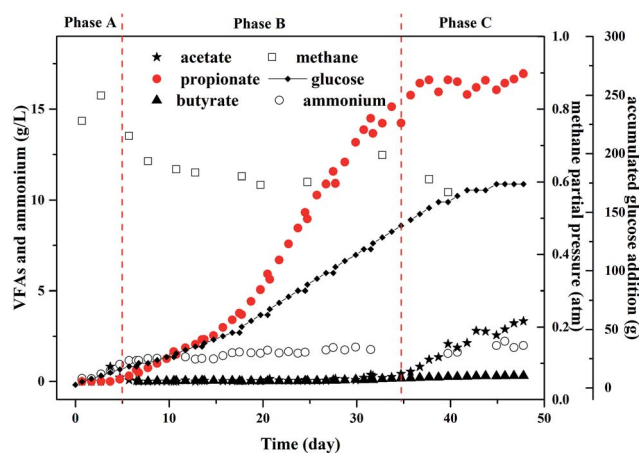 Phase A Phase B Phase C
acetate methane
propionate glucose
butyrate ammonium
VFAs and ammonium (g/L)
15
10
5
0
0 10 20 30 40 50
Time (day)
1.0
0.8
0.6
0.4
0.2
0.0
methane partial pressure (atm)
300
250
200
150
100
50
0
accumulated glucose addition (g)